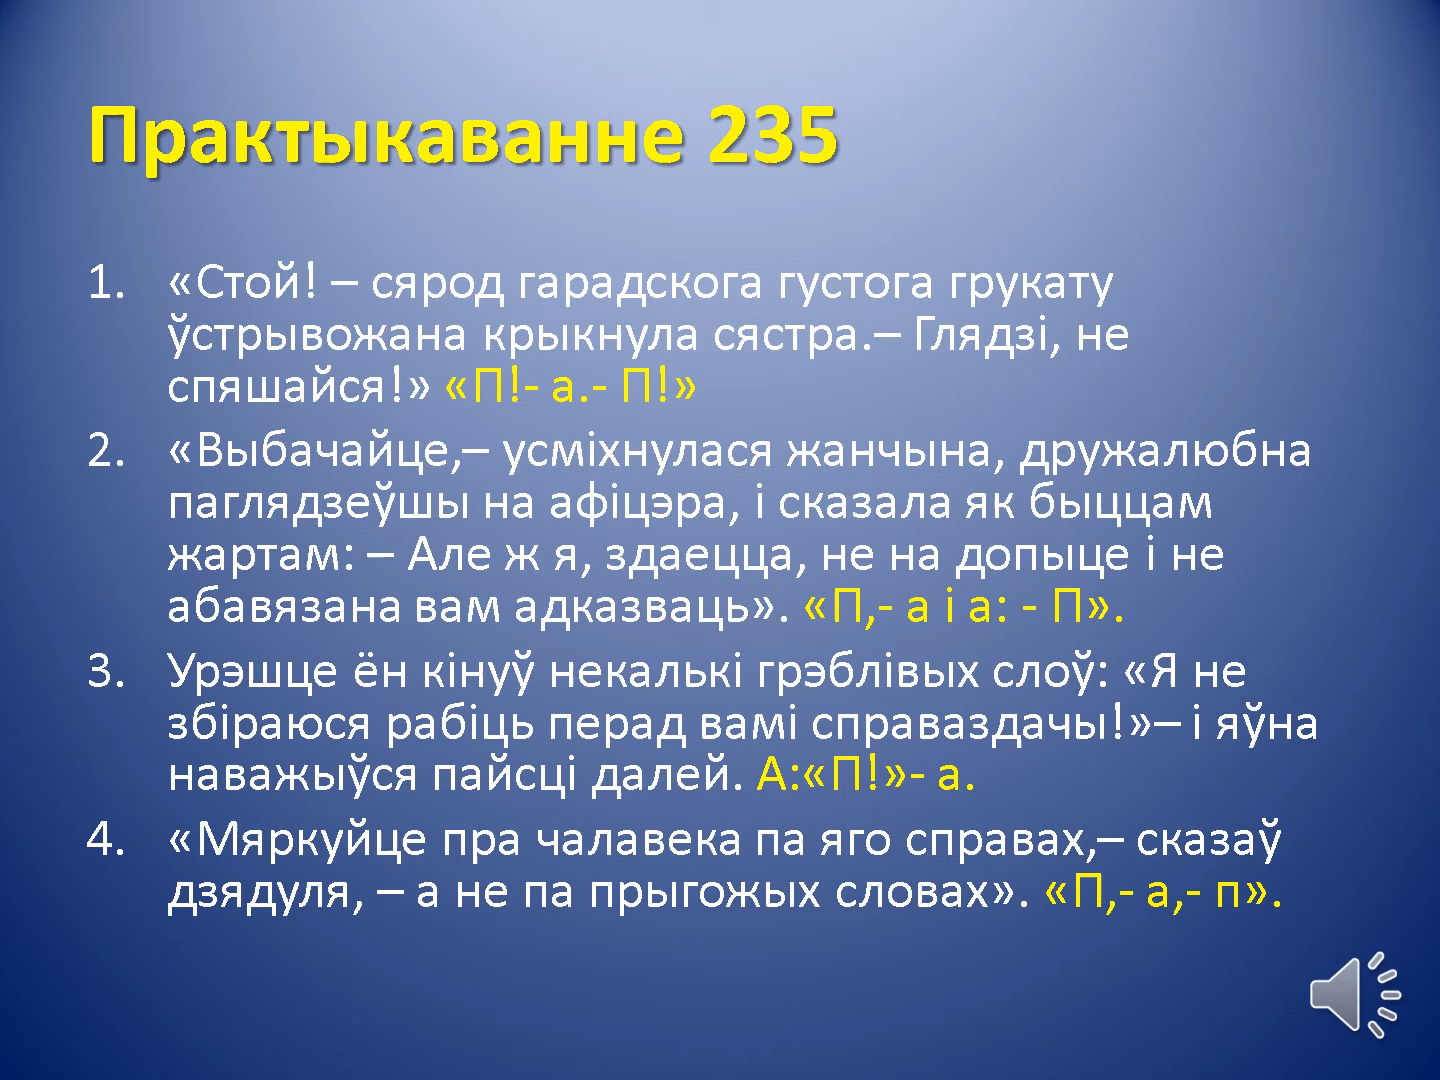 Практыкаванне 235
1. «Стой! – сярод гарадскога густога грукату
ўстрывожана крыкнула сястра.– Глядзі, не
спяшайся!» «П!- а.- П!»
2. «Выбачайце,– усміхнулася жанчына, дружалюбна
паглядзеўшы на афіцэра, і сказала як быццам
жартам: – Але ж я, здаецца, не на допыце і не
абавязана вам адказваць». «П,- а і а: - П».
3. Урэшце ён кінуў некалькі грэблівых слоў: «Я не
збіраюся рабіць перад вамі справаздачы!»– і яўна
наважыўся пайсці далей. А:«П!»- а.
4. «Мяркуйце пра чалавека па яго справах,– сказаў
дзядуля, – а не па прыгожых словах». «П,- а,- п».